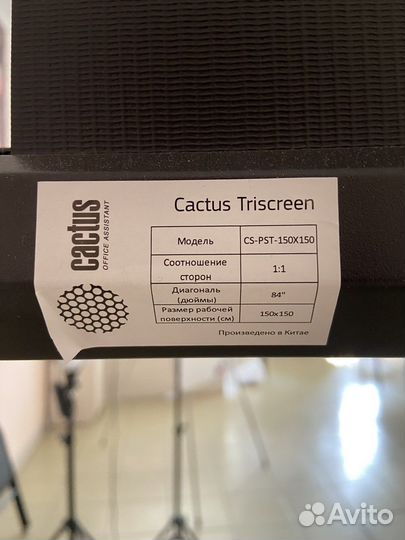 cactus
OFFICE ASSISTANT
Cactus Triscreen
Модель CS-PST-150X150
Соотношение
сторон 1:1
Диагональ
(дюймы) 84"
Размер рабочей
поверхности (см) 150x150
Произведено в Китае
Avito